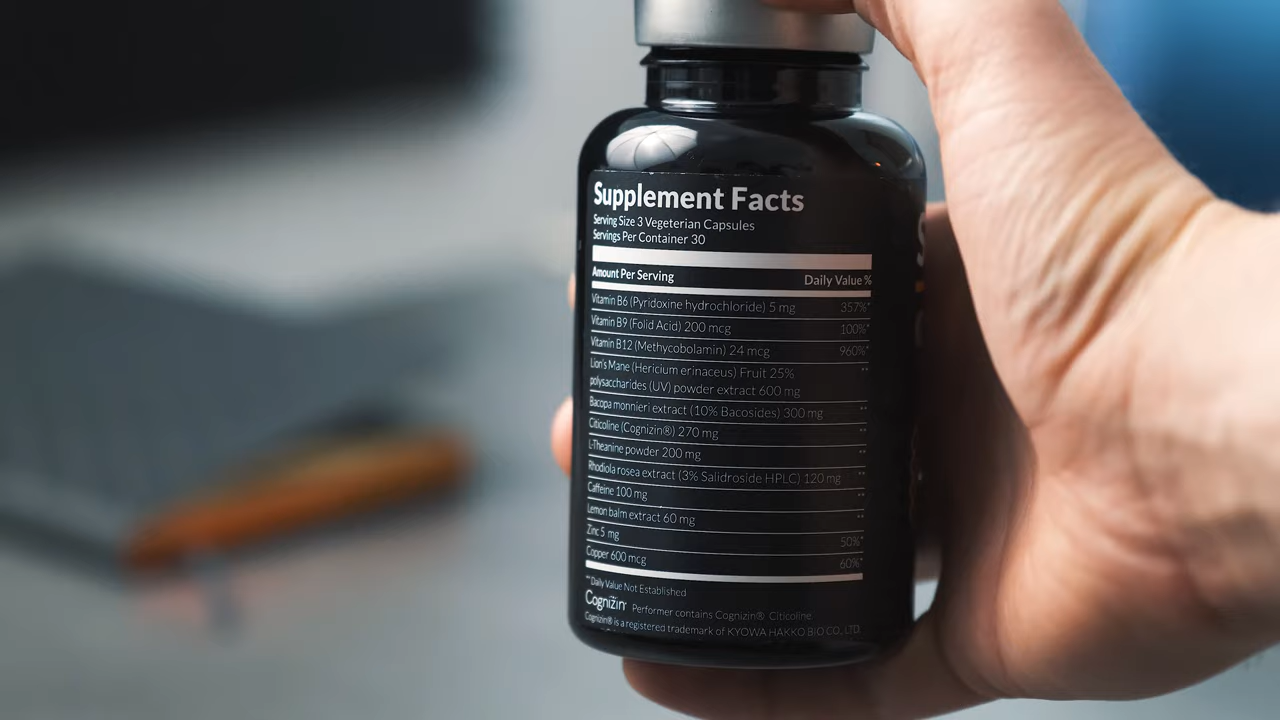 Supplement Facts
Serving Size 3 Vegeterian Capsules
Servings Per Container 30
Amount Per Serving Daily Value %
Vitamin B6 (Pyridoxine hydrochloride) 5 mg 357%*
Vitamin B9 (Folid Acid) 200 mcg 100%*
Vitamin B12 (Methycobolamin) 24 mcg 960%*
Lion's Mane (Hericium erinaceus) Fruit 25% **
polysaccharides (UV) powder extract 600 mg
Bacopa monnieri extract (10% Bacosides) 300 mg **
Citicoline (Cognizin®) 270 mg **
L-Theanine powder 200 mg **
Rhodiola rosea extract (3% Salidroside HPLC) 120 mg **
Caffeine 100 mg **
Lemon balm extract 60 mg **
Zinc 5 mg 50%*
Copper 600 mcg 60%*
**Daily Value Not Established
Cognizin® Performer contains Cognizin® Citicoline
Cognizin® is a registered trademark of KYOWA HAKKO BIO CO., LTD.